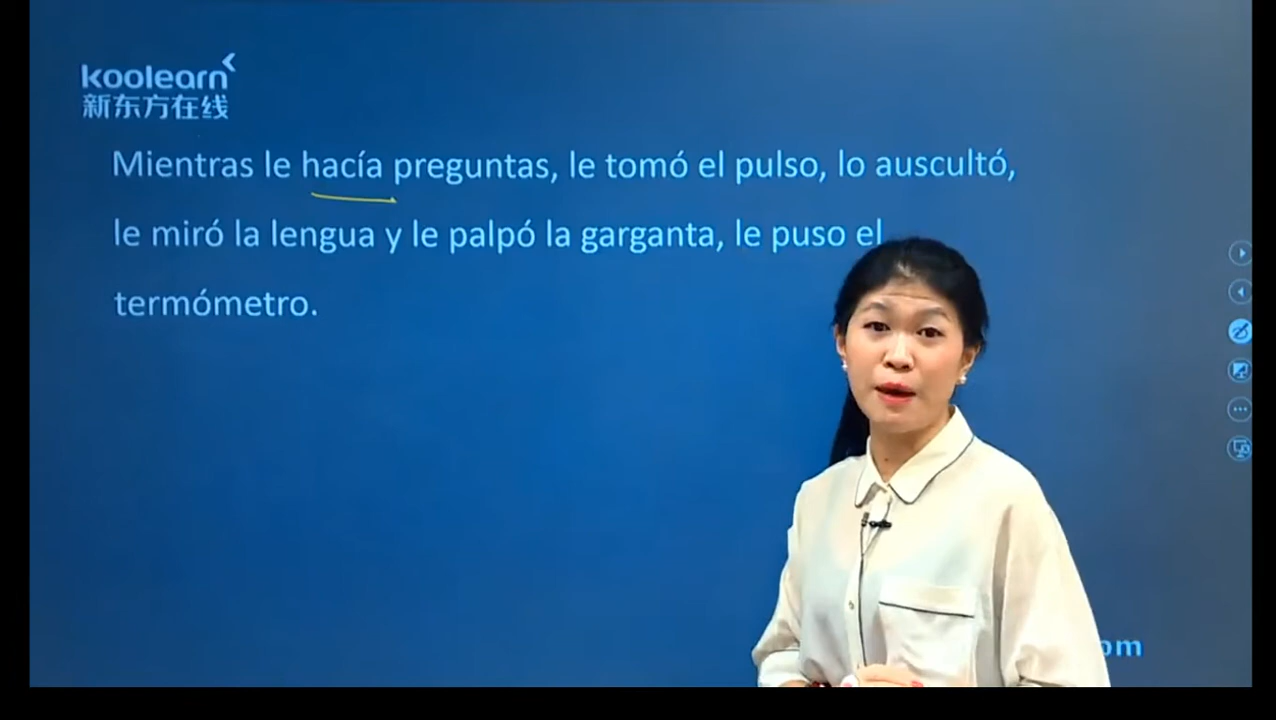 koolearn
新东方在线
Mientras le hacía preguntas, le tomó el pulso, lo auscultó,
le miró la lengua y le palpó la garganta, le puso el
termómetro.